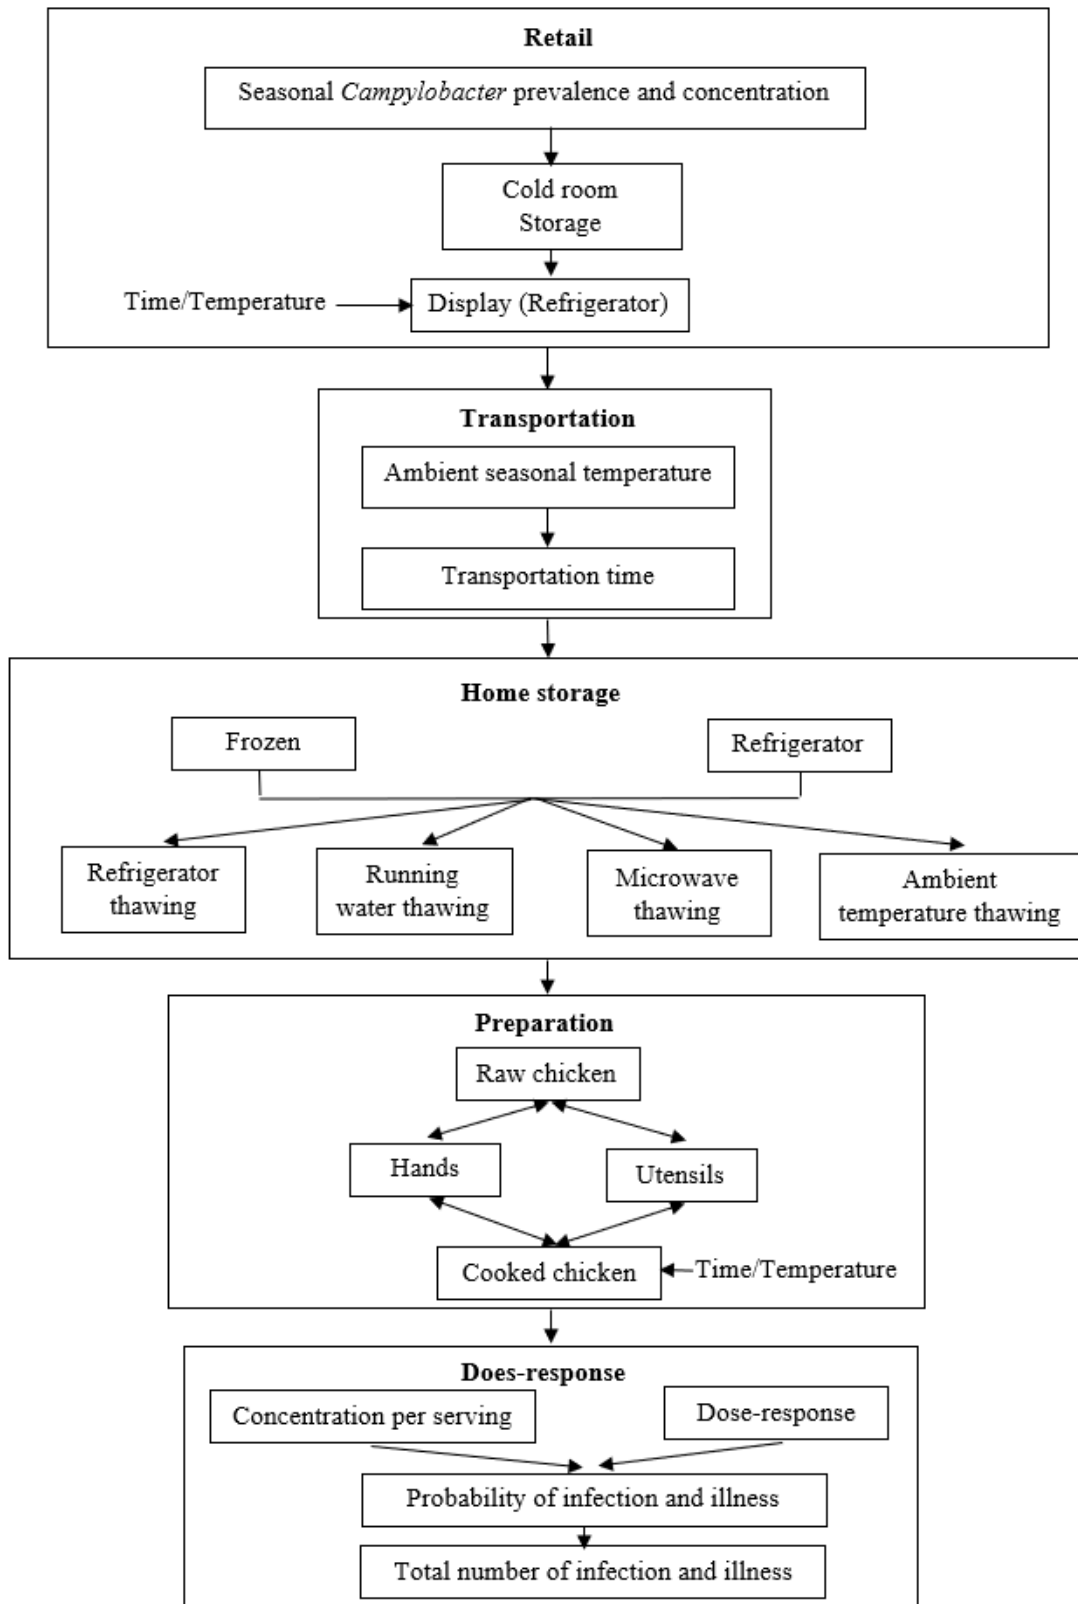 Retail
Seasonal Campylobacter prevalence and concentration
Cold room
Storage
Time/Temperature
Display (Refrigerator)
Transportation
Ambient seasonal temperature
Transportation time
Home storage
Frozen
Refrigerator
Refrigerator
thawing
Running
water thawing
Microwave
thawing
Ambient
temperature thawing
Preparation
Raw chicken
Hands
Utensils
Cooked chicken
Time/Temperature
Does-response
Concentration per serving
Dose-response
Probability of infection and illness
Total number of infection and illness